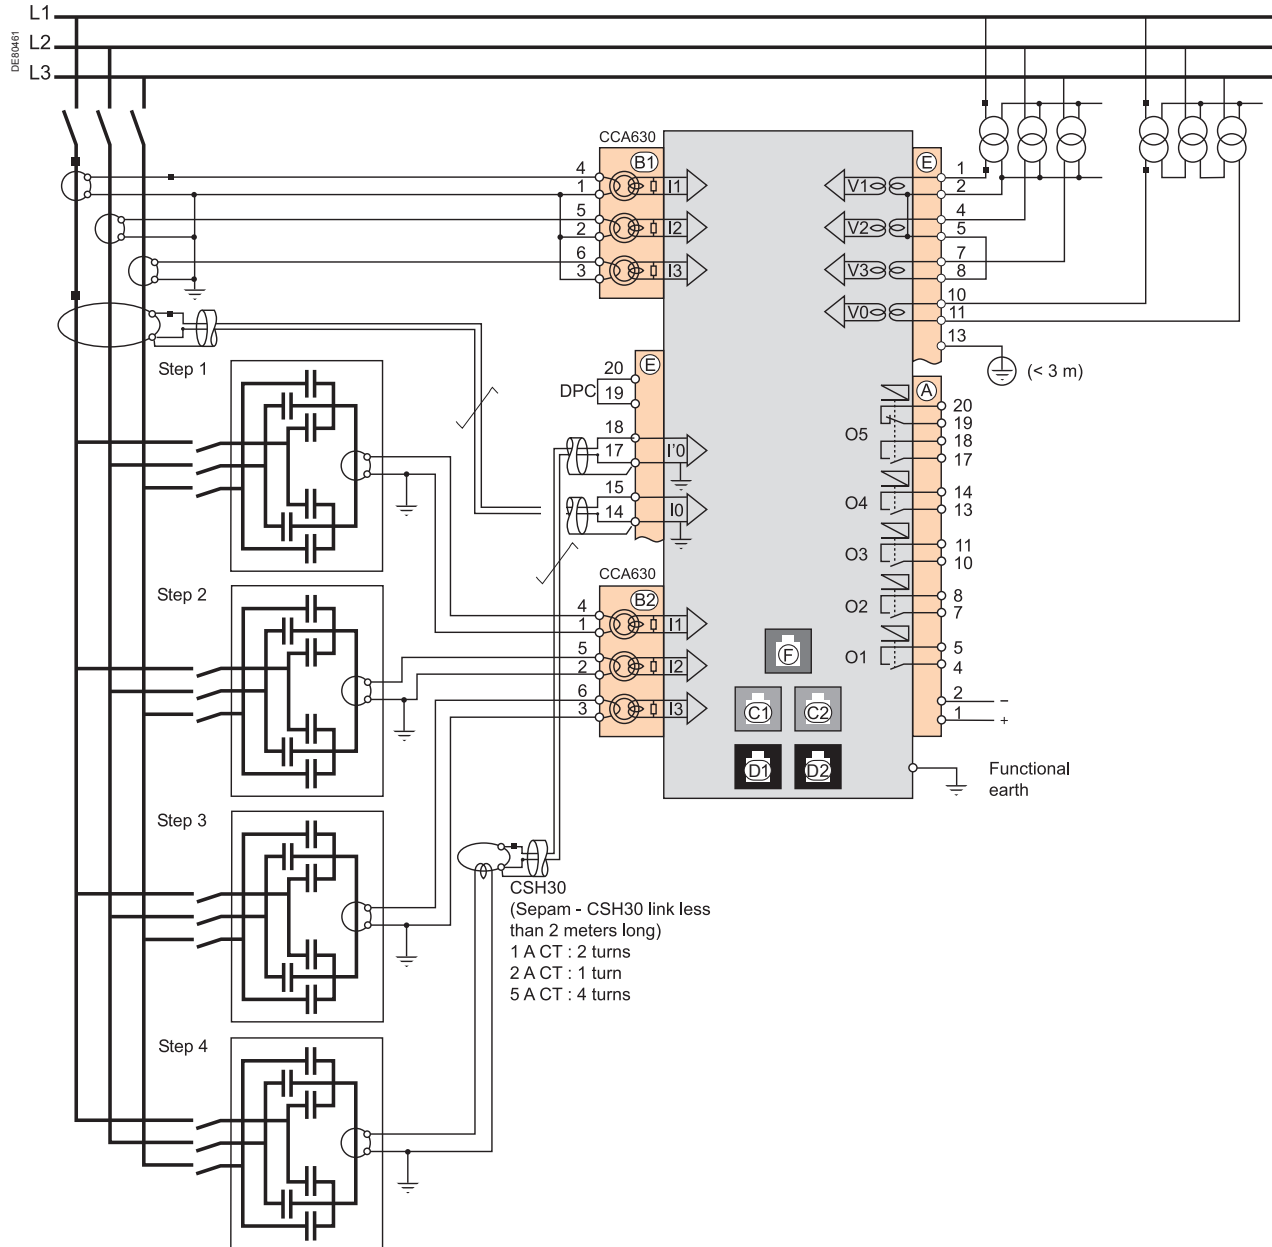 L1
DE80461
L2
L3
CCA630
B1
4
1
I1
5
2
I2
6
3
I3
E
V1
1
2
V2
4
5
V3
7
8
V0
10
11
13
(< 3 m)
Step 1
E
20
DPC
19
18
17
I'0
15
14
I0
A
O5
20
19
18
17
O4
14
13
O3
11
10
O2
8
7
O1
5
4
2
–
1
+
Step 2
CCA630
B2
4
1
I1
5
2
I2
6
3
I3
F
C1
C2
D1
D2
Functional
earth
Step 3
CSH30
(Sepam - CSH30 link less
than 2 meters long)
1 A CT : 2 turns
2 A CT : 1 turn
5 A CT : 4 turns
Step 4